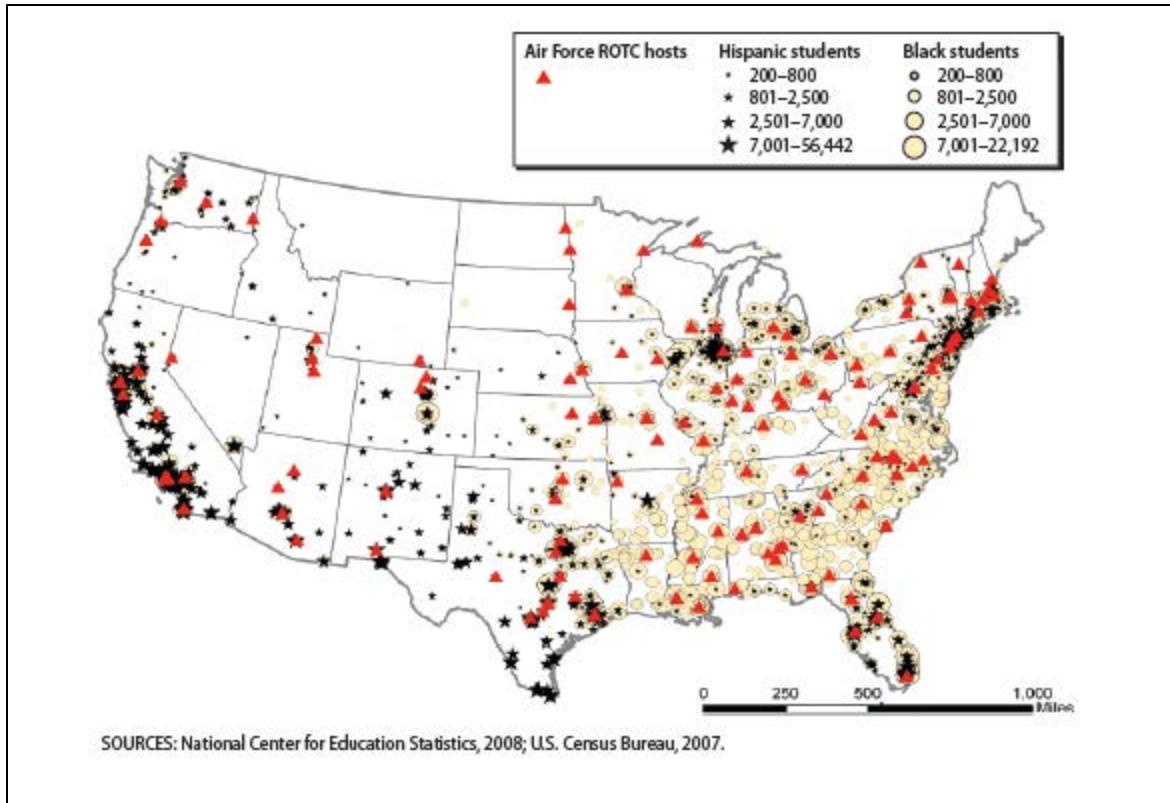 Air Force ROTC hosts
Hispanic students
200–800
801–2,500
2,501–7,000
7,001–56,442
Black students
200–800
801–2,500
2,501–7,000
7,001–22,192
0 250 500 1,000
Miles
SOURCES: National Center for Education Statistics, 2008; U.S. Census Bureau, 2007.